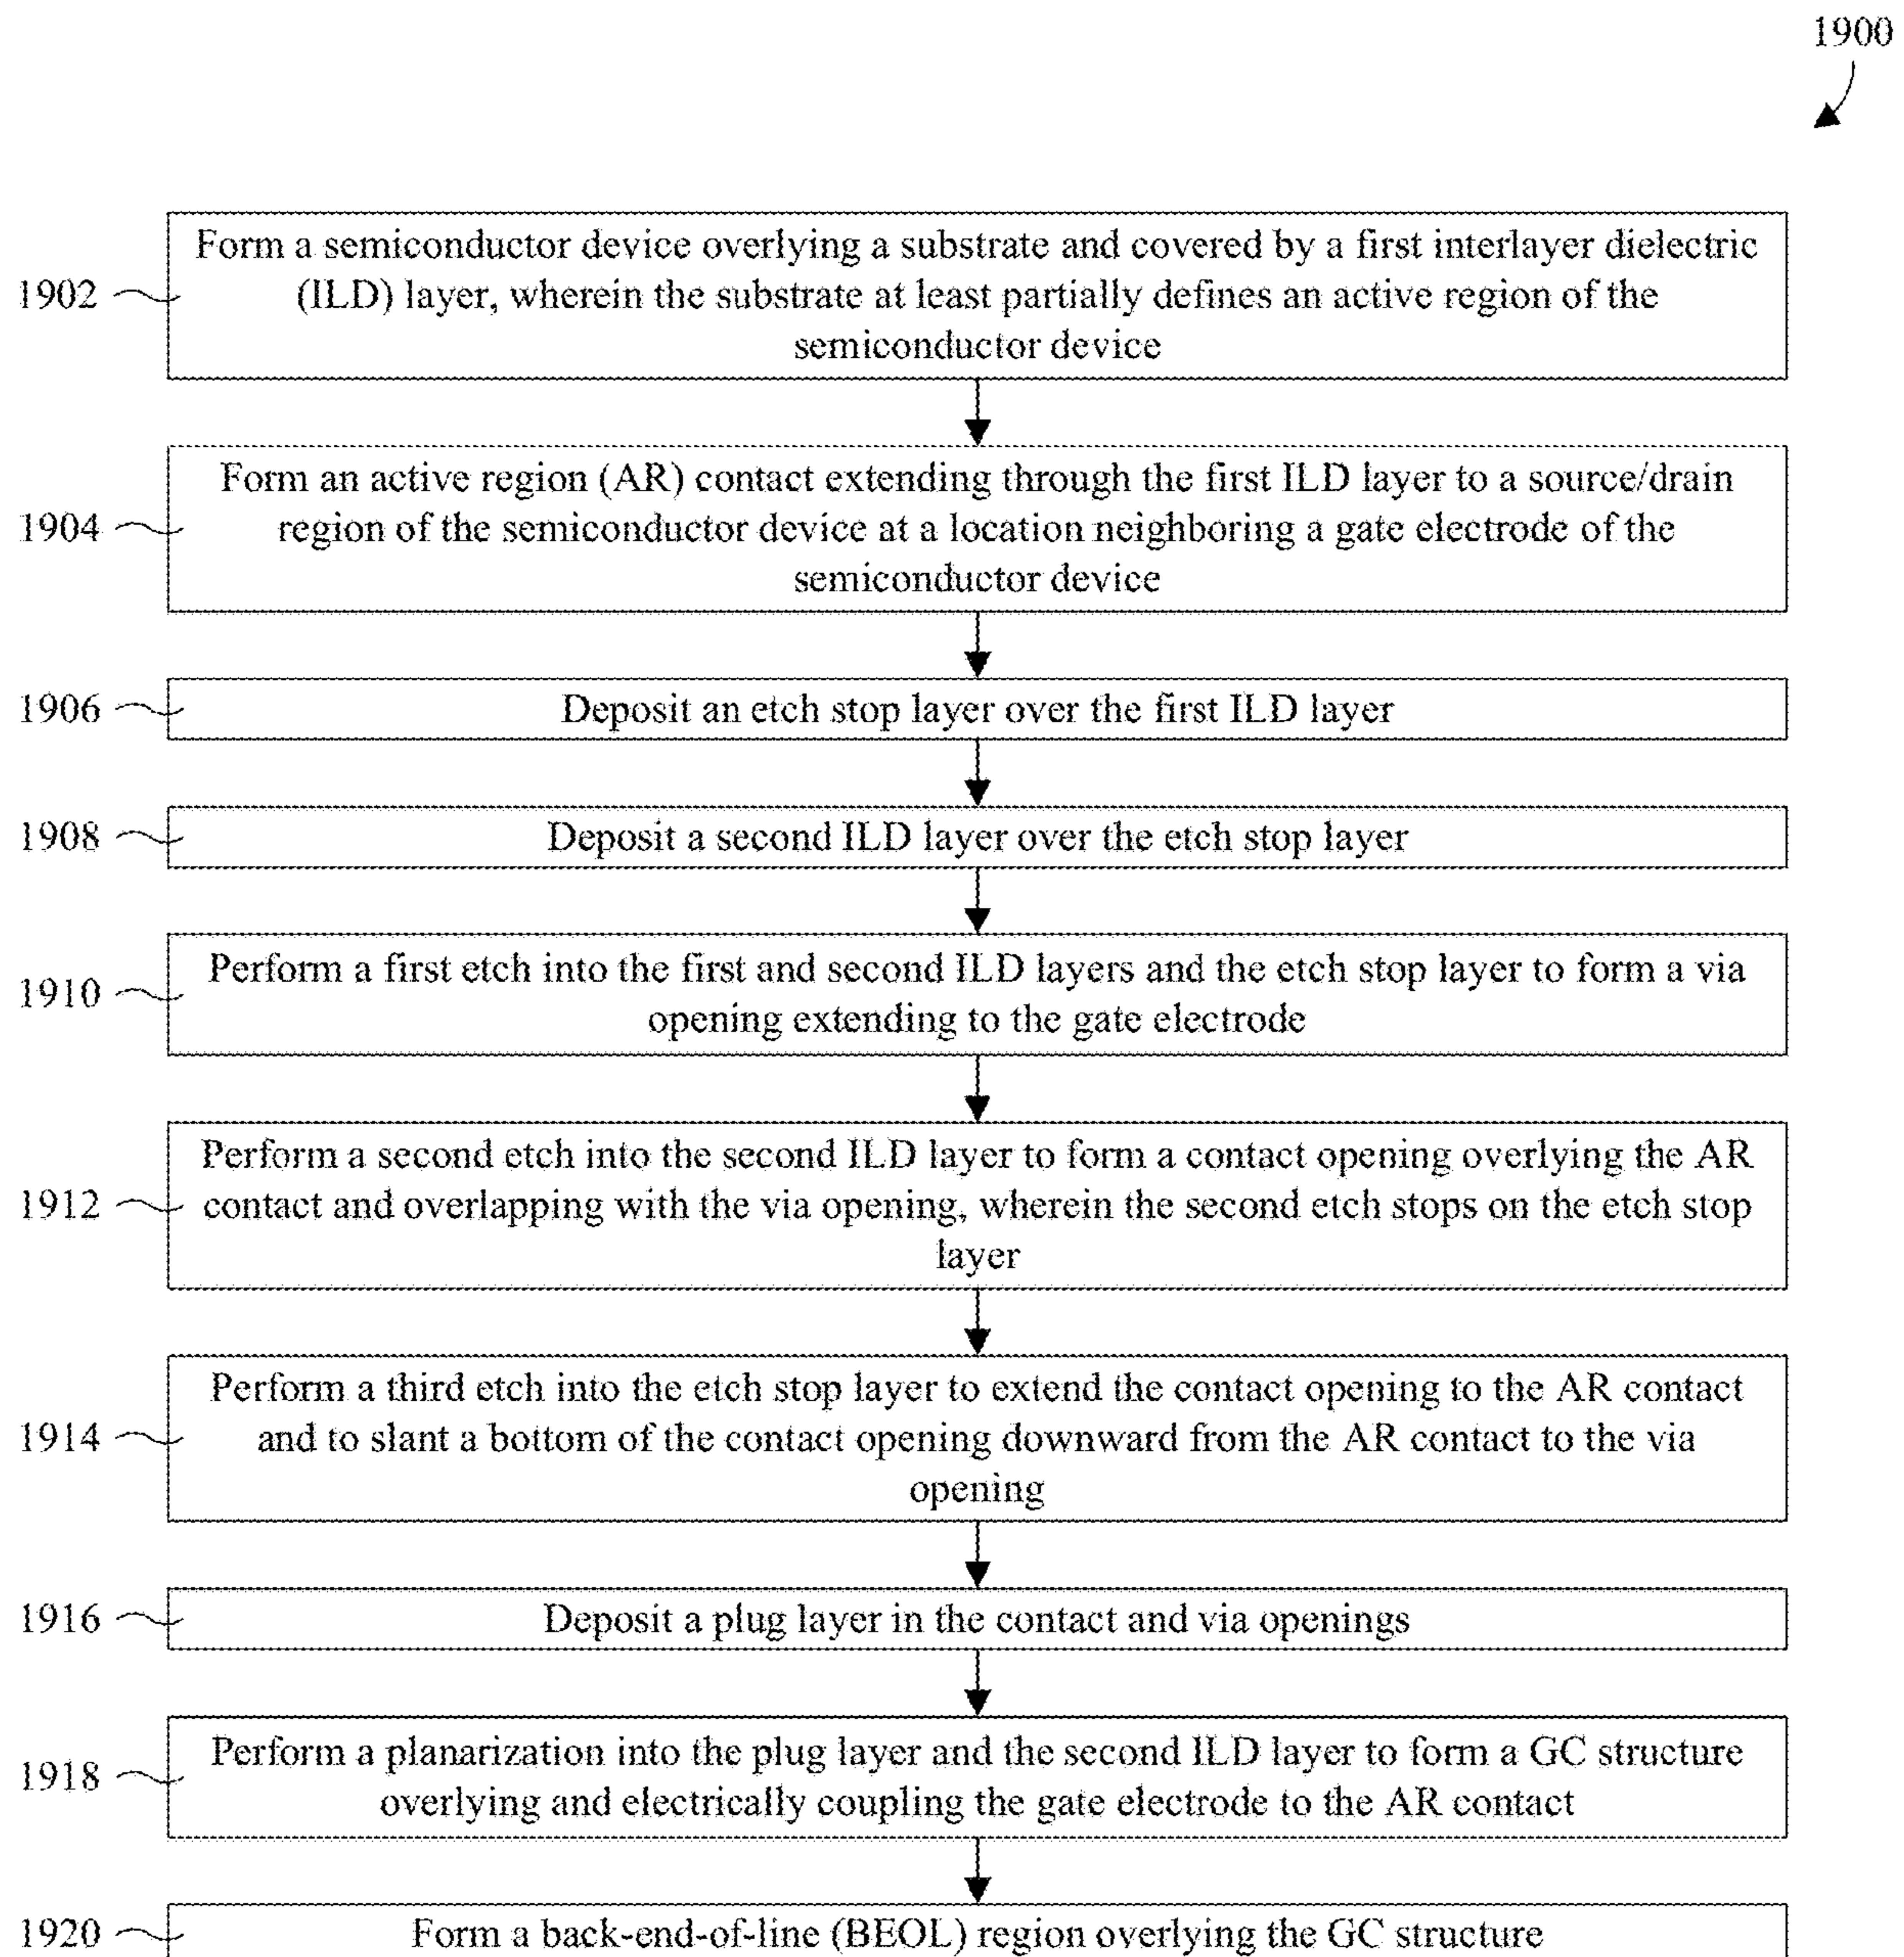 1900
1902
Form a semiconductor device overlying a substrate and covered by a first interlayer dielectric
(ILD) layer, wherein the substrate at least partially defines an active region of the
semiconductor device
1904
Form an active region (AR) contact extending through the first ILD layer to a source/drain
region of the semiconductor device at a location neighboring a gate electrode of the
semiconductor device
1906
Deposit an etch stop layer over the first ILD layer
1908
Deposit a second ILD layer over the etch stop layer
1910
Perform a first etch into the first and second ILD layers and the etch stop layer to form a via
opening extending to the gate electrode
1912
Perform a second etch into the second ILD layer to form a contact opening overlying the AR
contact and overlapping with the via opening, wherein the second etch stops on the etch stop
layer
1914
Perform a third etch into the etch stop layer to extend the contact opening to the AR contact
and to slant a bottom of the contact opening downward from the AR contact to the via
opening
1916
Deposit a plug layer in the contact and via openings
1918
Perform a planarization into the plug layer and the second ILD layer to form a GC structure
overlying and electrically coupling the gate electrode to the AR contact
1920
Form a back-end-of-line (BEOL) region overlying the GC structure